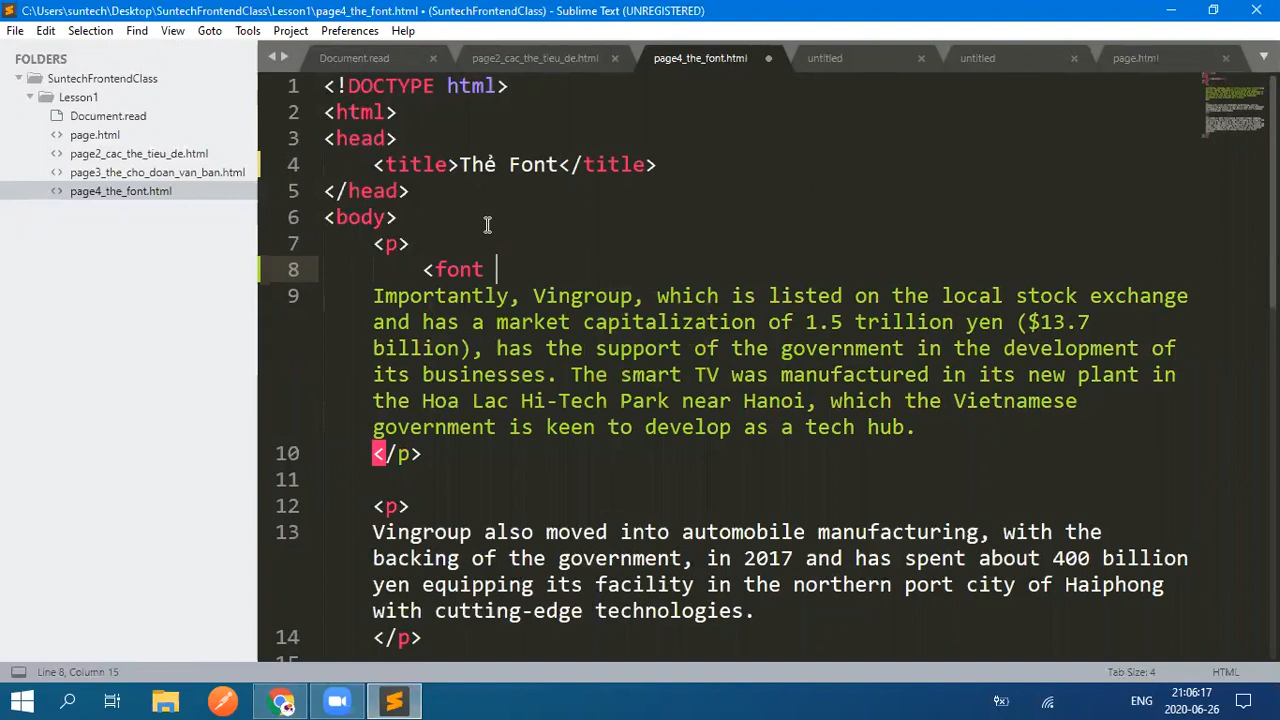 C:\Users\suntech\Desktop\SuntechFrontendClass\Lesson1\page4_the_font.html • (SuntechFrontendClass) - Sublime Text (UNREGISTERED)
File Edit Selection Find View Goto Tools Project Preferences Help
FOLDERS
SuntechFrontendClass
Lesson1
Document.read
page.html
page2_cac_the_tieu_de.html
page3_the_cho_doan_van_ban.html
page4_the_font.html
Document.read × page2_cac_the_tieu_de.html × page4_the_font.html untitled × untitled × page.html ×
1 <!DOCTYPE html>
2 <html>
3 <head>
4 <title>Thẻ Font</title>
5 </head>
6 <body>
7 <p>
8 <font
9 Importantly, Vingroup, which is listed on the local stock exchange
and has a market capitalization of 1.5 trillion yen ($13.7
billion), has the support of the government in the development of
its businesses. The smart TV was manufactured in its new plant in
the Hoa Lac Hi-Tech Park near Hanoi, which the Vietnamese
government is keen to develop as a tech hub.
10 </p>
11
12 <p>
13 Vingroup also moved into automobile manufacturing, with the
backing of the government, in 2017 and has spent about 400 billion
yen equipping its facility in the northern port city of Haiphong
with cutting-edge technologies.
14 </p>
Line 8, Column 15 Tab Size: 4 HTML
ENG
21:06:17
2020-06-26